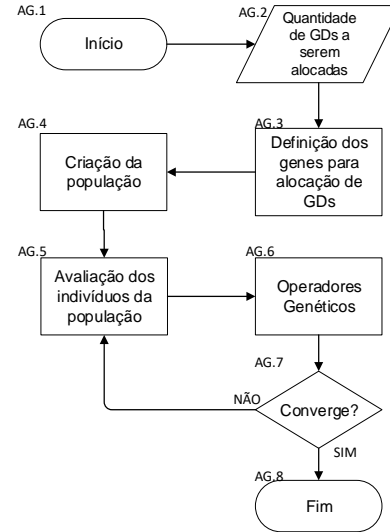 AG.1
Início
AG.2
Quantidade
de GDs a
serem
alocadas
AG.3
Definição dos
genes para
alocação de
GDs
AG.4
Criação da
população
AG.5
Avaliação dos
indivíduos da
população
AG.6
Operadores
Genéticos
AG.7
Converge?
NÃO
SIM
AG.8
Fim